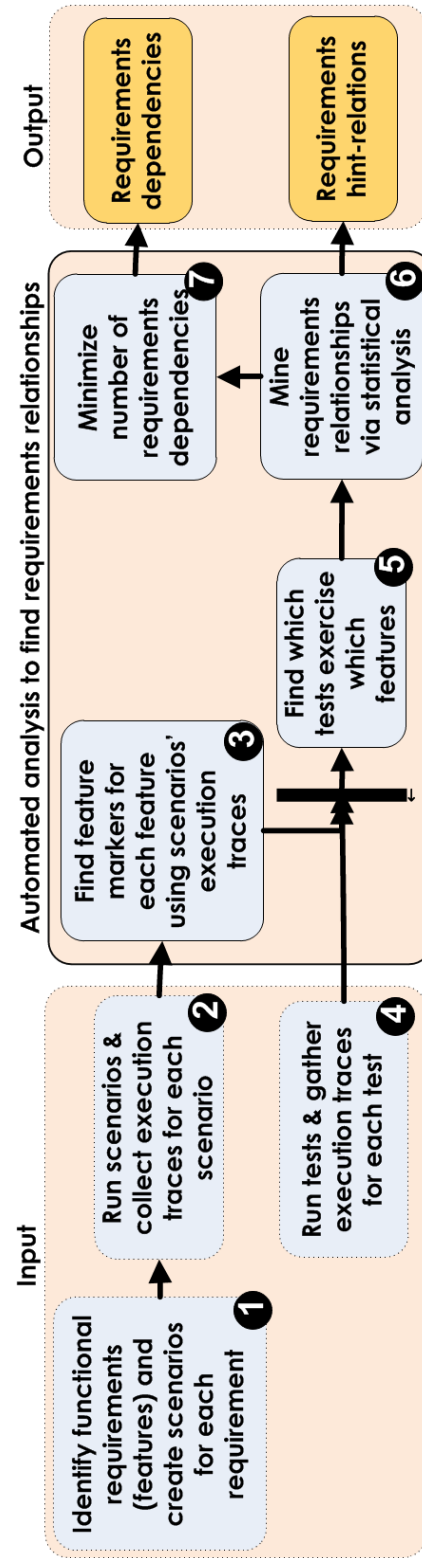 Input
Identify functional
requirements
(features) and
create scenarios
for each
requirement
1
Run scenarios &
collect execution
traces for each
scenario
2
Run tests & gather
execution traces
for each test
4
Automated analysis to find requirements relationships
Find feature
markers for
each feature
using scenarios'
execution
traces
3
Find which
tests exercise
which
features
5
Mine
requirements
relationships
via statistical
analysis
6
Minimize
number of
requirements
dependencies
7
Output
Requirements
dependencies
Requirements
hint-relations